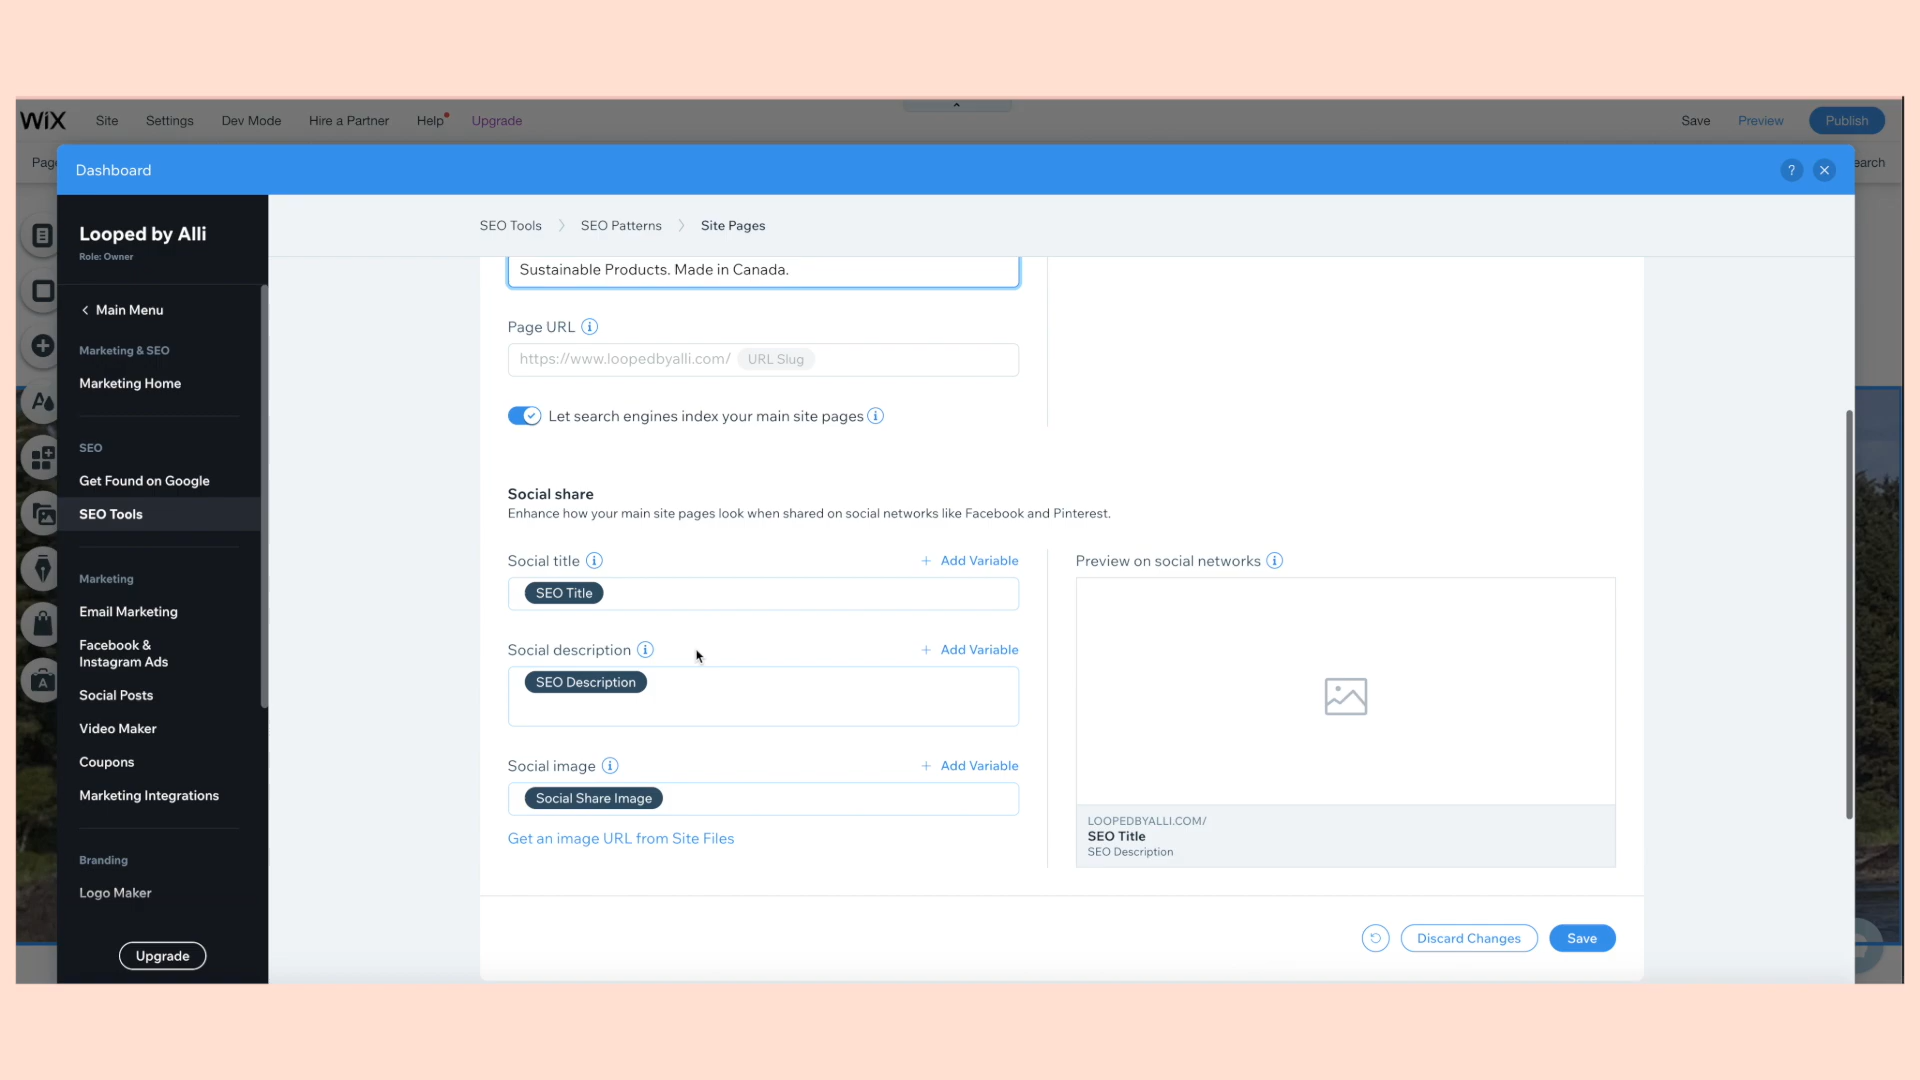 WiX
Site
Settings
Dev Mode
Hire a Partner
Help
Upgrade
Save
Preview
Publish
Dashboard
?
Looped by Alli
Role: Owner
SEO Tools
SEO Patterns
Site Pages
Main Menu
Marketing & SEO
Marketing Home
SEO
Get Found on Google
SEO Tools
Marketing
Email Marketing
Facebook &
Instagram Ads
Social Posts
Video Maker
Coupons
Marketing Integrations
Branding
Logo Maker
Upgrade
Sustainable Products. Made in Canada.
Page URL
https://www.loopedbyalli.com/ URL Slug
Let search engines index your main site pages
Social share
Enhance how your main site pages look when shared on social networks like Facebook and Pinterest.
Social title
+ Add Variable
SEO Title
Social description
+ Add Variable
SEO Description
Social image
+ Add Variable
Social Share Image
Get an image URL from Site Files
Preview on social networks
LOOPEDBYALLI.COM/
SEO Title
SEO Description
Discard Changes
Save